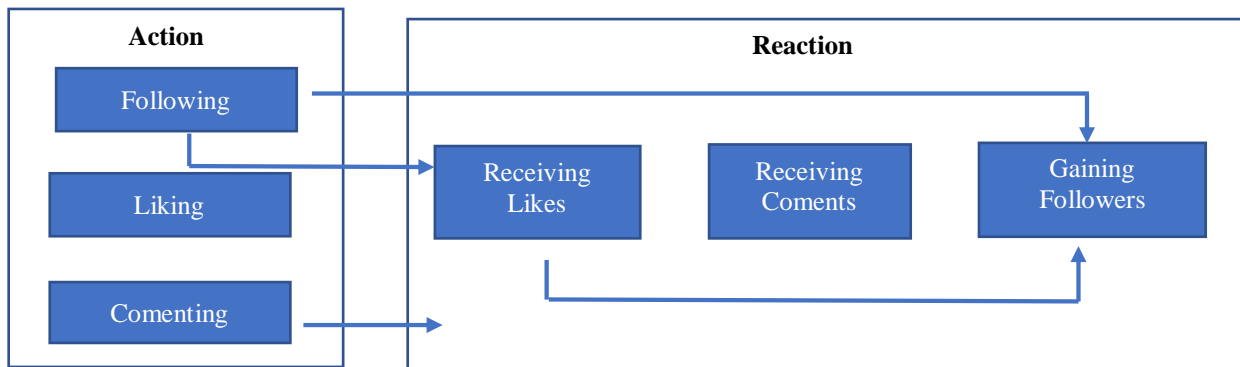 Action
Reaction
Following
Liking
Comenting
Receiving
Likes
Receiving
Coments
Gaining
Followers